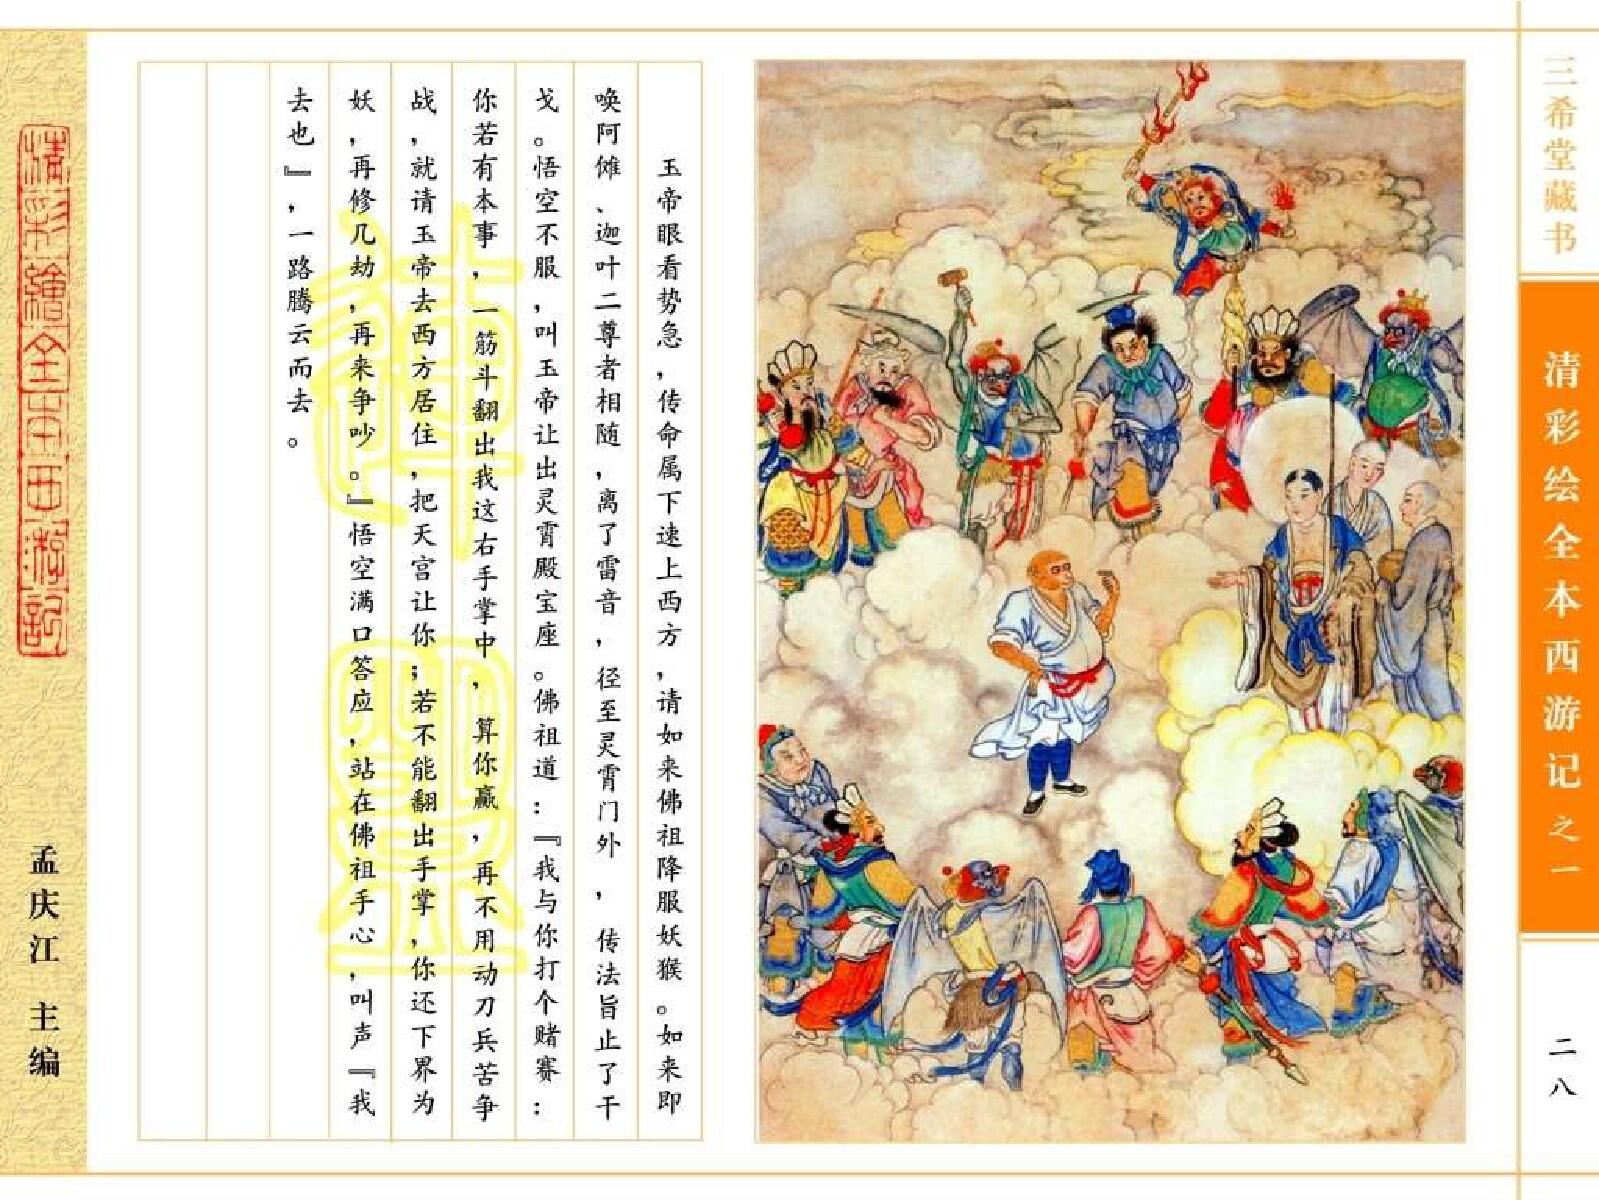 三希堂藏书
清彩绘全本西游记之一
二八
玉帝眼看势急，传命属下速上西方，请如来佛祖降服妖猴。如来即
唤阿傩、迦叶二尊者相随，离了雷音，径至灵霄门外，传法旨止了干
戈。悟空不服，叫玉帝让出灵霄殿宝座。佛祖道：『我与你打个赌赛：
你若有本事，一筋斗翻出我这右手掌中，算你赢，再不用动刀兵苦争
战，就请玉帝去西方居住，把天宫让你；若不能翻出手掌，你还下界为
妖，再修几劫，再来争吵。』悟空满口答应，站在佛祖手心，叫声『我
去也』，一路腾云而去。
清彩繪全本西游記
孟庆江 主编